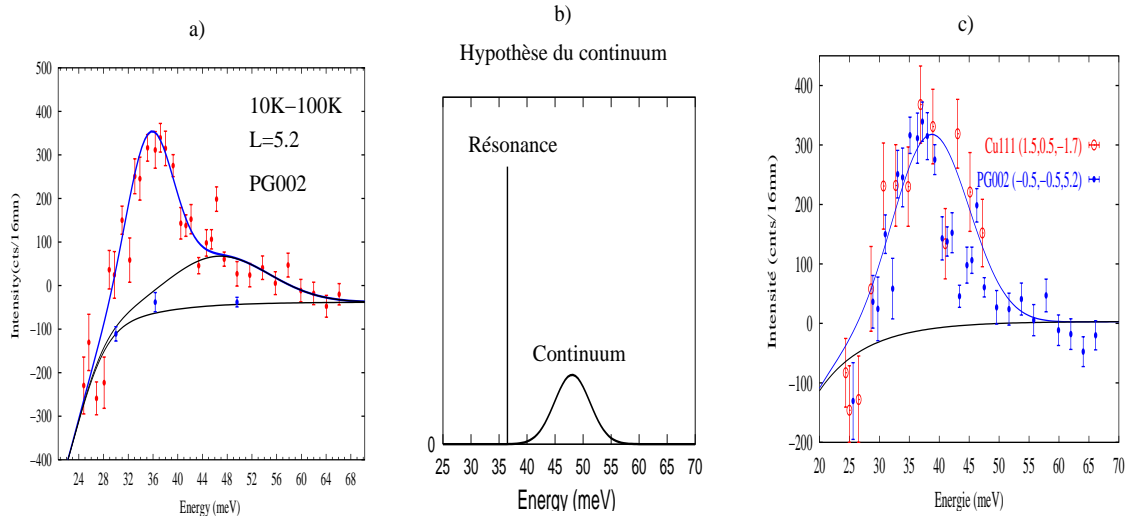 a)
500
400
300
200
100
0
-100
-200
-300
-400
Intensity(cts/16mn)
10K-100K
L=5.2
PG002
24 28 32 36 40 44 48 52 56 60 64 68
Energy (meV)
b)
Hypothèse du continuum
Résonance
Continuum
0
20 25 30 35 40 45 50 55 60 65 70
Energy (meV)
c)
400
300
200
100
0
-100
-200
Intensité (cnts/16mn)
Cu111 (1.5,0.5,-1.7)
PG002 (-0.5,-0.5,5.2)
20 25 30 35 40 45 50 55 60 65 70
Energie (meV)